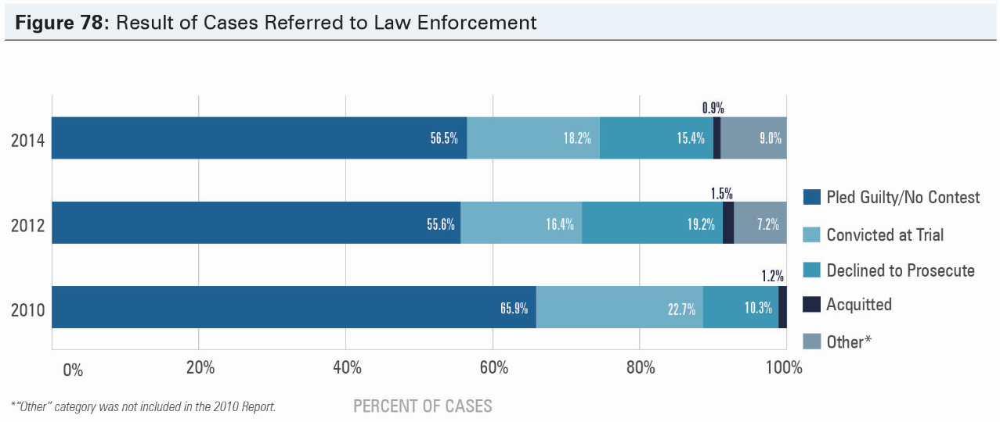 Figure 78: Result of Cases Referred to Law Enforcement
0.9%
2014 56.5% 18.2% 15.4% 9.0%
1.5%
2012 55.6% 16.4% 19.2% 7.2%
1.2%
2010 65.9% 22.7% 10.3%
0% 20% 40% 60% 80% 100%
Pled Guilty/No Contest
Convicted at Trial
Declined to Prosecute
Acquitted
Other*
*“Other” category was not included in the 2010 Report.
PERCENT OF CASES